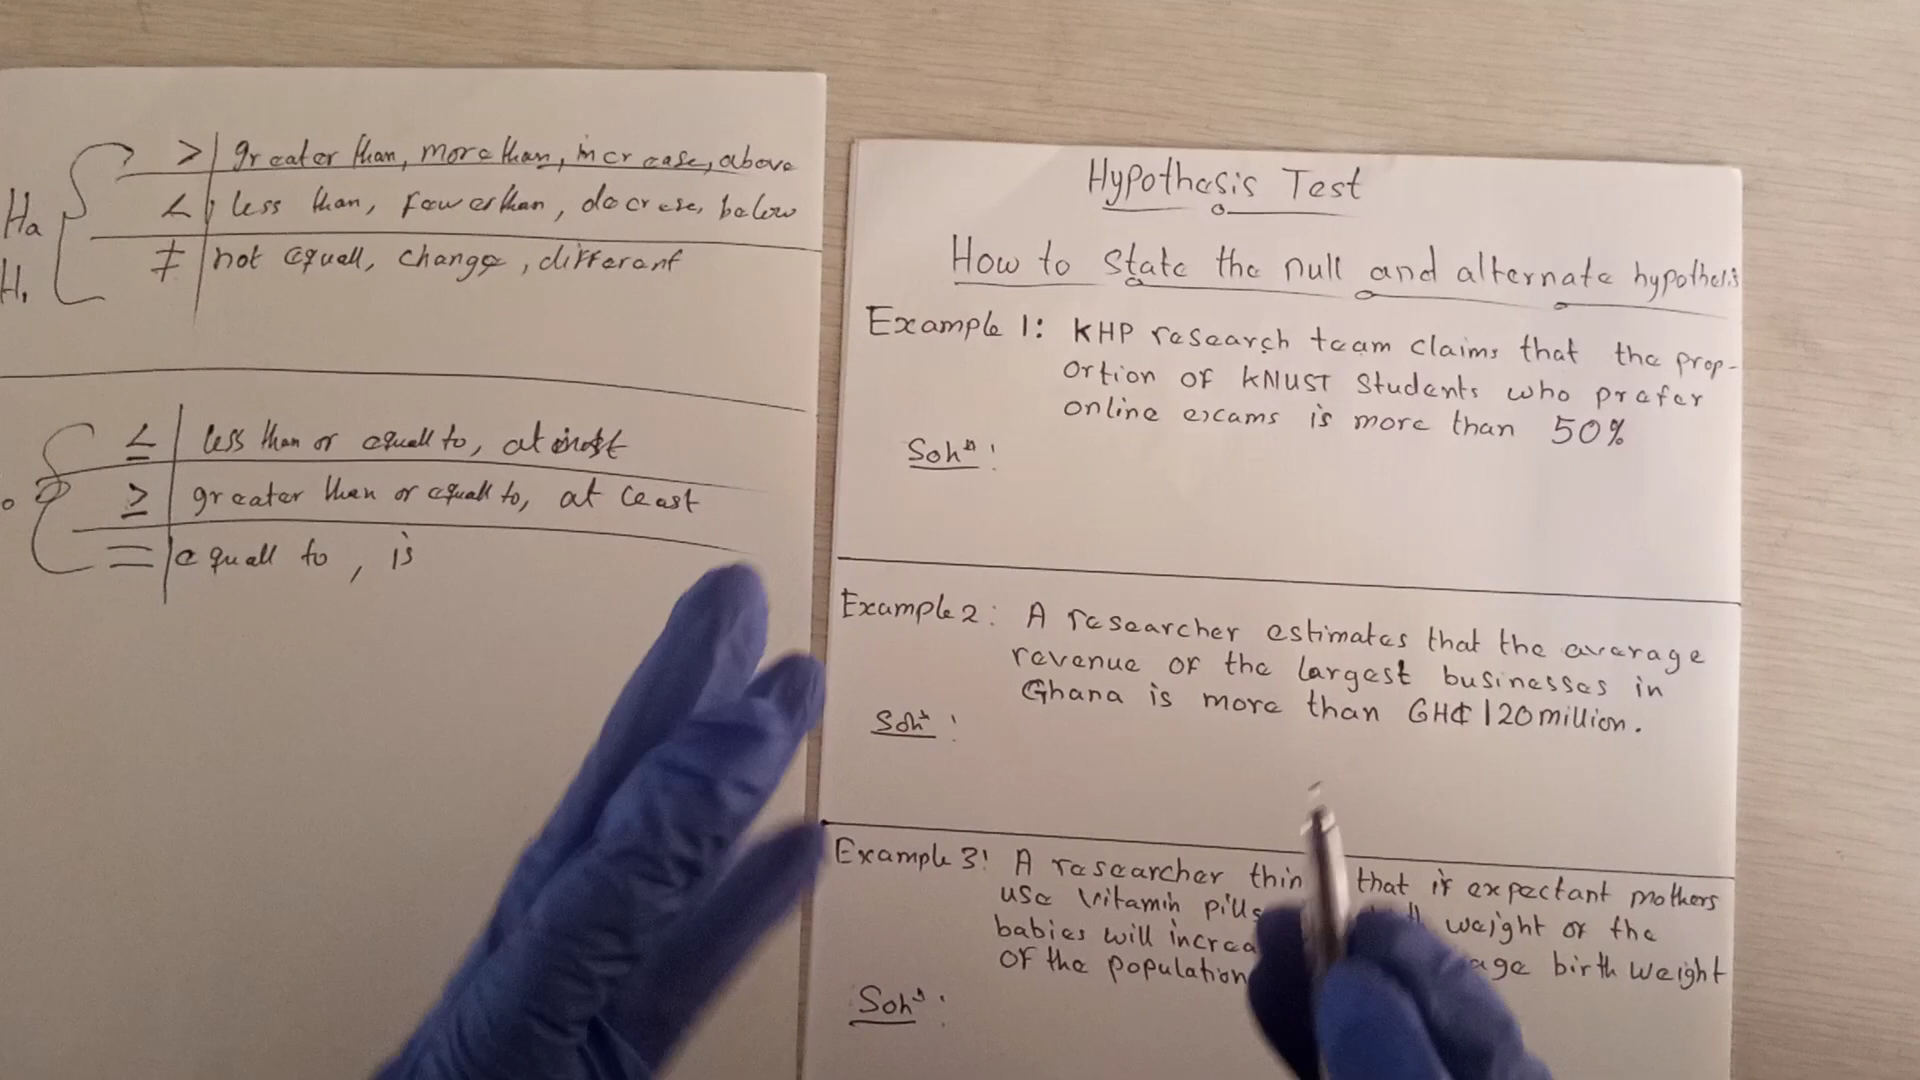 > greater than, more than, increase, above
Ha
< less than, fewer than, decrese, below
H₁
≠ not equall, change, different
≤ less than or equall to, at most
≥ greater than or equall to, at least
= equall to, is
Hypothesis Test
How to state the null and alternate hypothesis
Example 1: KHP research team claims that the prop-
ortion of KNUST students who prefer
online exams is more than 50%
Soln:
Example 2: A researcher estimates that the average
revenue of the largest businesses in
Ghana is more than GH₵ 120 million.
Soln:
Example 3: A researcher that if expectant mothers
use vitamin pills weight of the
babies will birth weight
of the population
Soln: